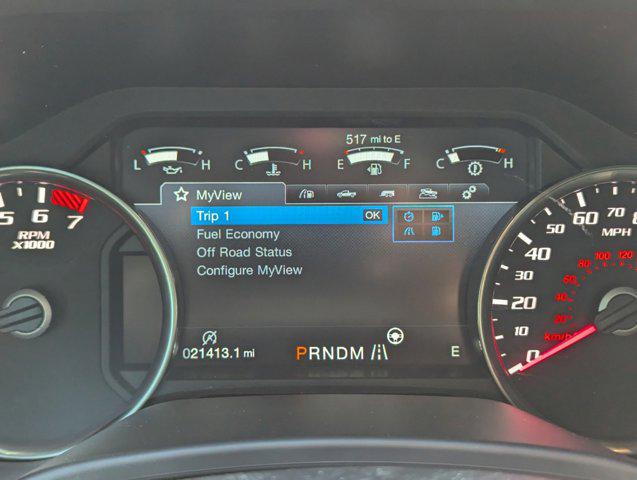 517 mi to E
L H C H E F C H
MyView
Trip 1 OK
Fuel Economy
Off Road Status
Configure MyView
021413.1 mi PRNDM E
5 6 7
RPM
X1000
0 10 20 30 40 50 60 70
MPH
20 40 60 80 100 120
km/h